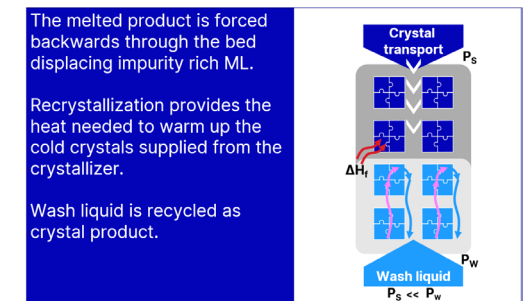 The melted product is forced
backwards through the bed
displacing impurity rich ML.
Recrystallization provides the
heat needed to warm up the
cold crystals supplied from the
crystallizer.
Wash liquid is recycled as
crystal product.
Crystal
transport
Ps
ΔHf
Pw
Wash liquid
Ps << Pw